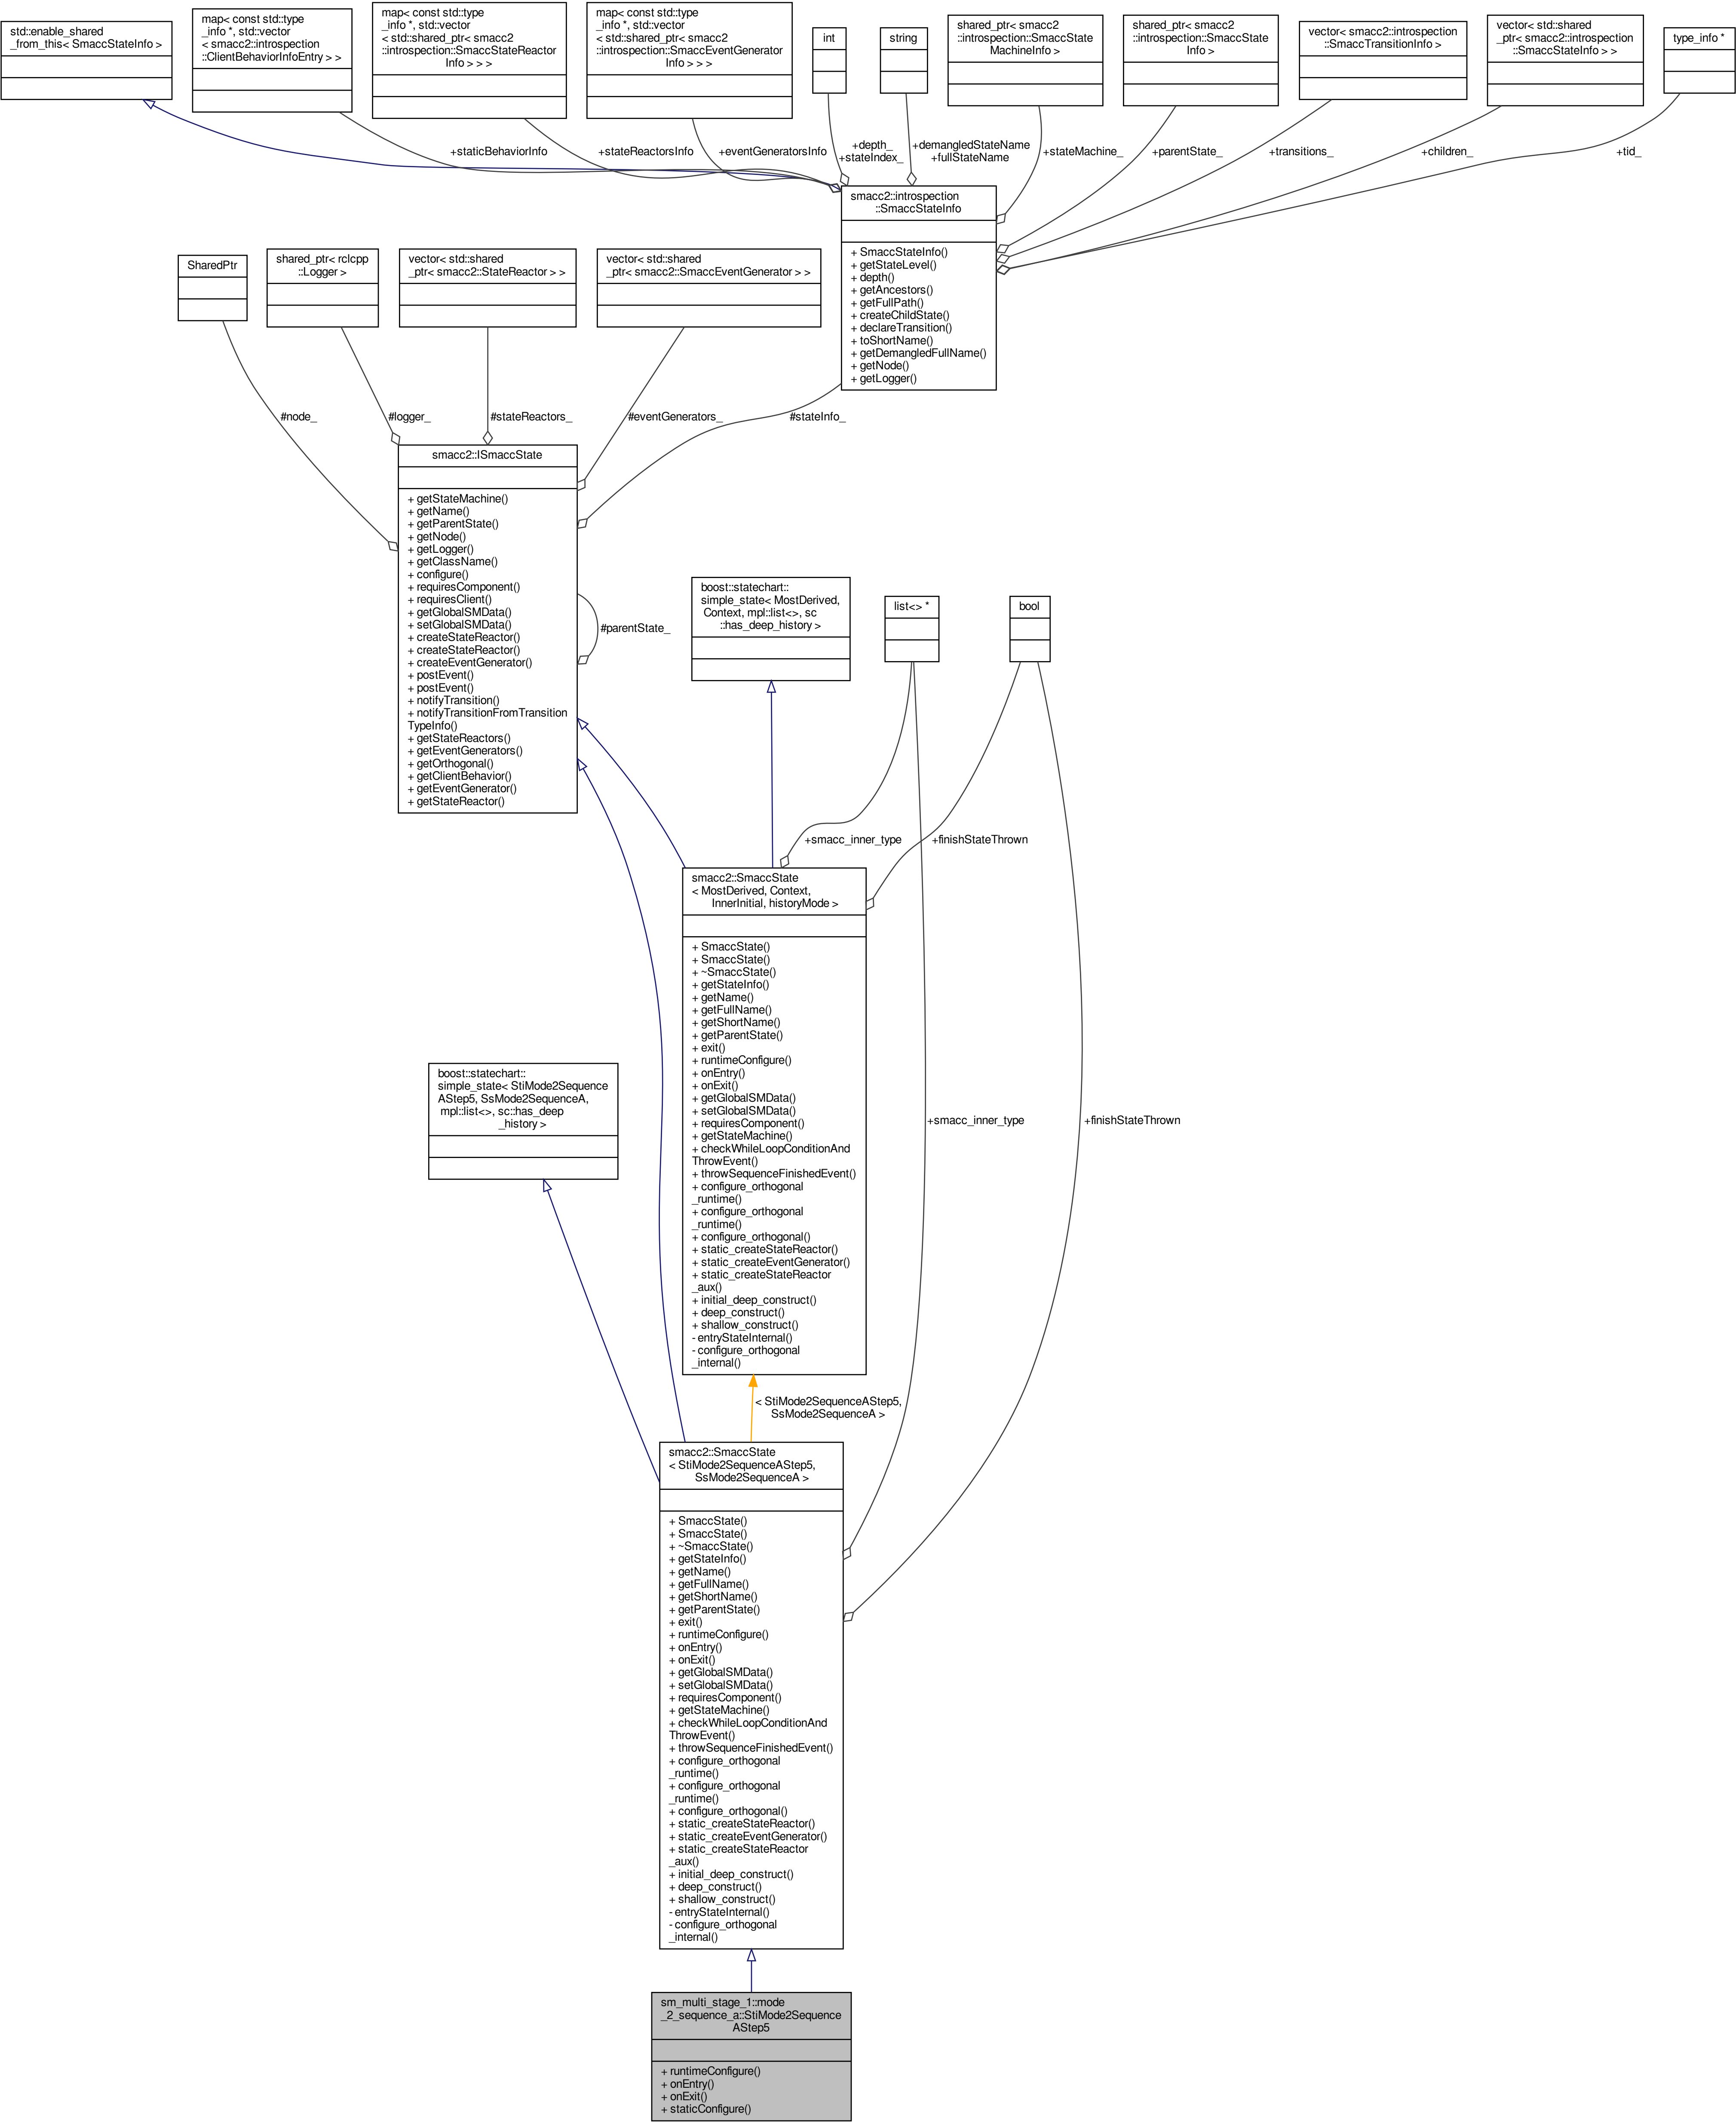 std::enable_shared
_from_this< SmaccStateInfo >
map< const std::type
_info *, std::vector
< smacc2::introspection
::ClientBehaviorInfoEntry > >
map< const std::type
_info *, std::vector
< std::shared_ptr< smacc2
::introspection::SmaccStateReactor
Info > > >
map< const std::type
_info *, std::vector
< std::shared_ptr< smacc2
::introspection::SmaccEventGenerator
Info > > >
int
string
shared_ptr< smacc2
::introspection::SmaccState
MachineInfo >
shared_ptr< smacc2
::introspection::SmaccState
Info >
vector< smacc2::introspection
::SmaccTransitionInfo >
vector< std::shared
_ptr< smacc2::introspection
::SmaccStateInfo > >
type_info *
+staticBehaviorInfo
+stateReactorsInfo
+eventGeneratorsInfo
+depth_
+stateIndex_
+demangledStateName
+fullStateName
+stateMachine_
+parentState_
+transitions_
+children_
+tid_
smacc2::introspection
::SmaccStateInfo
+ SmaccStateInfo()
+ getStateLevel()
+ depth()
+ getAncestors()
+ getFullPath()
+ createChildState()
+ declareTransition()
+ toShortName()
+ getDemangledFullName()
+ getNode()
+ getLogger()
SharedPtr
shared_ptr< rclcpp
::Logger >
vector< std::shared
_ptr< smacc2::StateReactor > >
vector< std::shared
_ptr< smacc2::SmaccEventGenerator > >
#node_
#logger_
#stateReactors_
#eventGenerators_
#stateInfo_
smacc2::ISmaccState
+ getStateMachine()
+ getName()
+ getParentState()
+ getNode()
+ getLogger()
+ getClassName()
+ configure()
+ requiresComponent()
+ requiresClient()
+ getGlobalSMData()
+ setGlobalSMData()
+ createStateReactor()
+ createStateReactor()
+ createEventGenerator()
+ postEvent()
+ postEvent()
+ notifyTransition()
+ notifyTransitionFromTransition
TypeInfo()
+ getStateReactors()
+ getEventGenerators()
+ getOrthogonal()
+ getClientBehavior()
+ getEventGenerator()
+ getStateReactor()
#parentState_
boost::statechart::
simple_state< MostDerived,
Context, mpl::list<>, sc
::has_deep_history >
list<> *
bool
+smacc_inner_type
+finishStateThrown
smacc2::SmaccState
< MostDerived, Context,
InnerInitial, historyMode >
+ SmaccState()
+ SmaccState()
+ ~SmaccState()
+ getStateInfo()
+ getName()
+ getFullName()
+ getShortName()
+ getParentState()
+ exit()
+ runtimeConfigure()
+ onEntry()
+ onExit()
+ getGlobalSMData()
+ setGlobalSMData()
+ requiresComponent()
+ getStateMachine()
+ checkWhileLoopConditionAnd
ThrowEvent()
+ throwSequenceFinishedEvent()
+ configure_orthogonal
_runtime()
+ configure_orthogonal
_runtime()
+ configure_orthogonal()
+ static_createStateReactor()
+ static_createEventGenerator()
+ static_createStateReactor
_aux()
+ initial_deep_construct()
+ deep_construct()
+ shallow_construct()
- entryStateInternal()
- configure_orthogonal
_internal()
boost::statechart::
simple_state< StiMode2Sequence
AStep5, SsMode2SequenceA,
mpl::list<>, sc::has_deep
_history >
+smacc_inner_type
+finishStateThrown
< StiMode2SequenceAStep5,
SsMode2SequenceA >
smacc2::SmaccState
< StiMode2SequenceAStep5,
SsMode2SequenceA >
+ SmaccState()
+ SmaccState()
+ ~SmaccState()
+ getStateInfo()
+ getName()
+ getFullName()
+ getShortName()
+ getParentState()
+ exit()
+ runtimeConfigure()
+ onEntry()
+ onExit()
+ getGlobalSMData()
+ setGlobalSMData()
+ requiresComponent()
+ getStateMachine()
+ checkWhileLoopConditionAnd
ThrowEvent()
+ throwSequenceFinishedEvent()
+ configure_orthogonal
_runtime()
+ configure_orthogonal
_runtime()
+ configure_orthogonal()
+ static_createStateReactor()
+ static_createEventGenerator()
+ static_createStateReactor
_aux()
+ initial_deep_construct()
+ deep_construct()
+ shallow_construct()
- entryStateInternal()
- configure_orthogonal
_internal()
sm_multi_stage_1::mode
_2_sequence_a::StiMode2Sequence
AStep5
+ runtimeConfigure()
+ onEntry()
+ onExit()
+ staticConfigure()